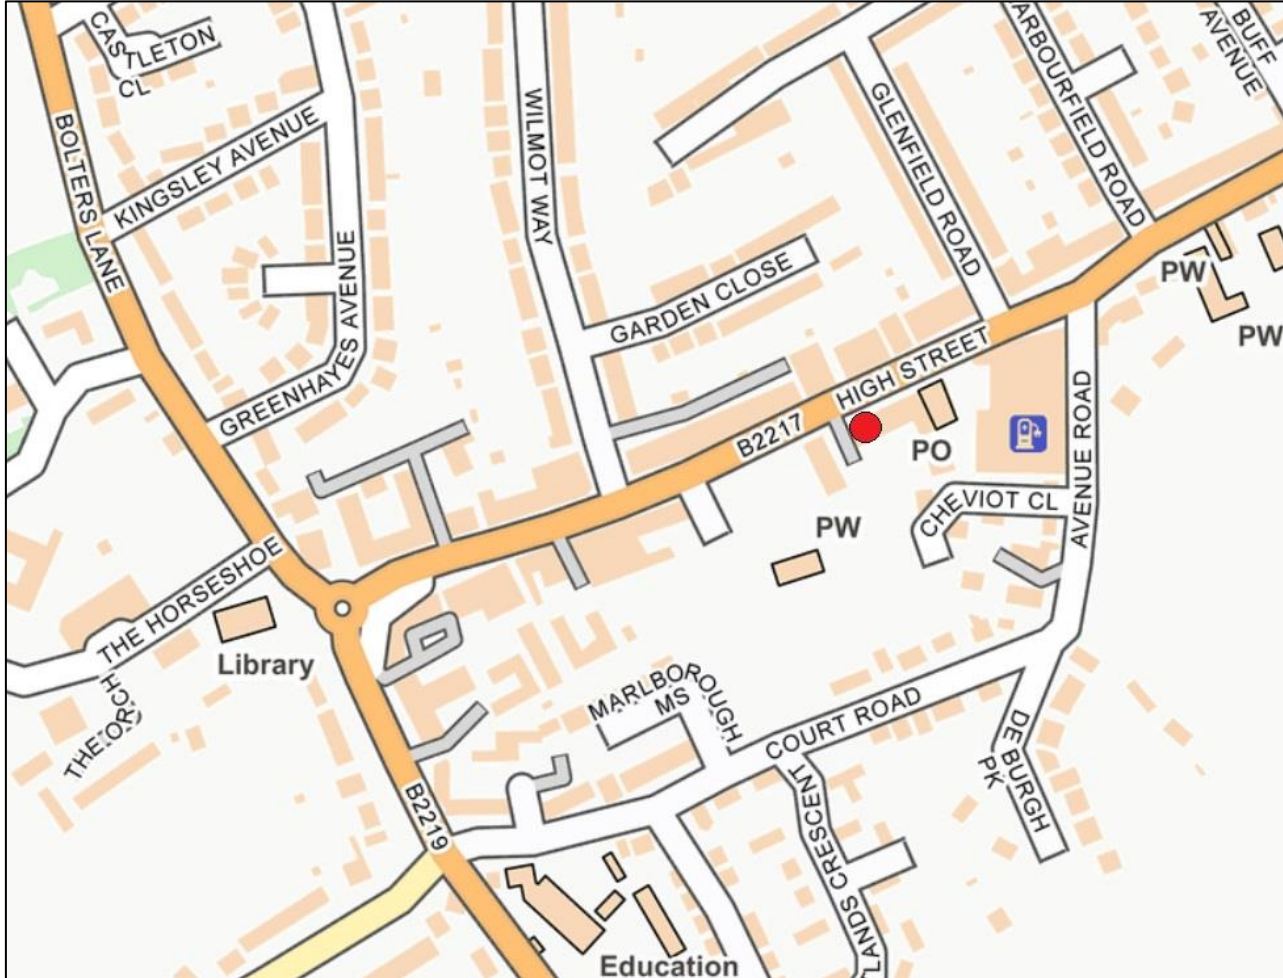 CASTLETON
CL
BUFF
AVENUE
ARBOURFIELD ROAD
GLENFIELD ROAD
WILMOT WAY
BOLTERS LANE
KINGSLEY AVENUE
GREENHAYES AVENUE
GARDEN CLOSE
PW
PW
HIGH STREET
B2217
PO
AVENUE ROAD
CHEVIOT CL
PW
THE HORSESHOE
Library
THE ORCH
MARLBOROUGH
MS
COURT ROAD
DE BURGH
PK
B2219
LANDS CRESCENT
Education